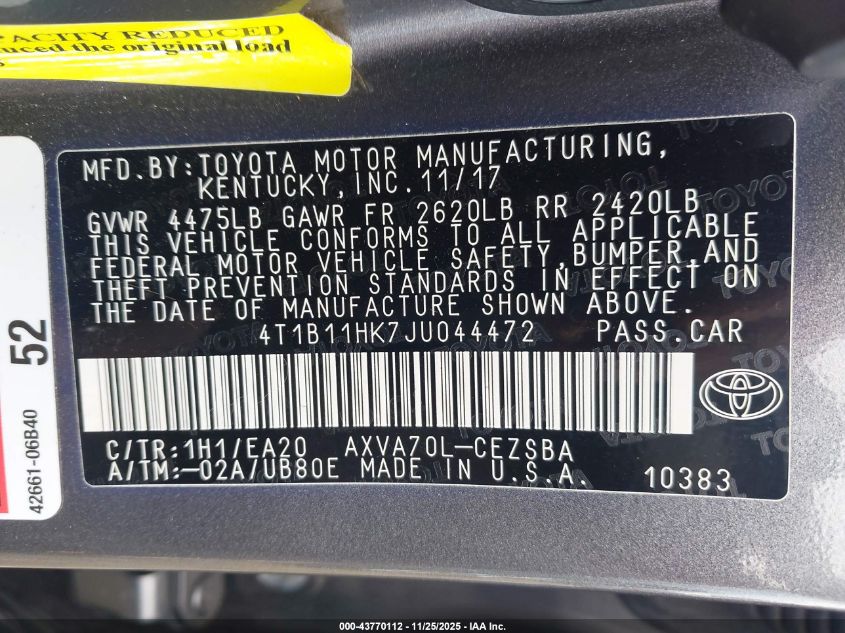 ACITY REDUCED
uced the original load
MFD.BY:TOYOTA MOTOR MANUFACTURING,
KENTUCKY,INC.11/17
GVWR 4475LB GAWR FR 2620LB RR 2420LB
THIS VEHICLE CONFORMS TO ALL APPLICABLE
FEDERAL MOTOR VEHICLE SAFETY,BUMPER,AND
THEFT PREVENTION STANDARDS IN EFFECT ON
THE DATE OF MANUFACTURE SHOWN ABOVE.
4T1B11HK7JU044472 PASS.CAR
C/TR:1H1/EA20 AXVA70L-CEZSBA
A/TM:-02A/UB80E MADE IN U.S.A. 10383
52
42661-06B40
000-43770112 - 11/25/2025 - IAA Inc.